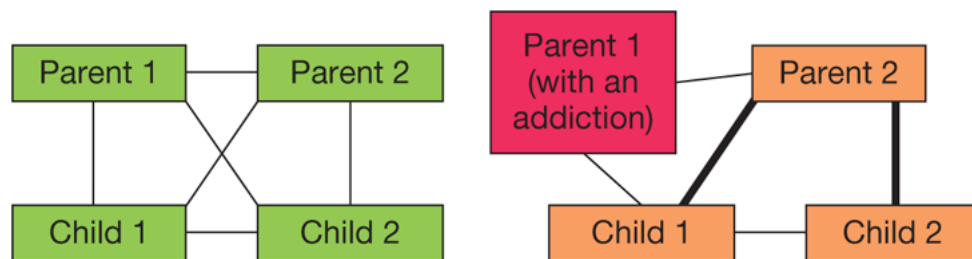 Parent 1
Parent 2
Child 1
Child 2
Parent 1
(with an
addiction)
Parent 2
Child 1
Child 2